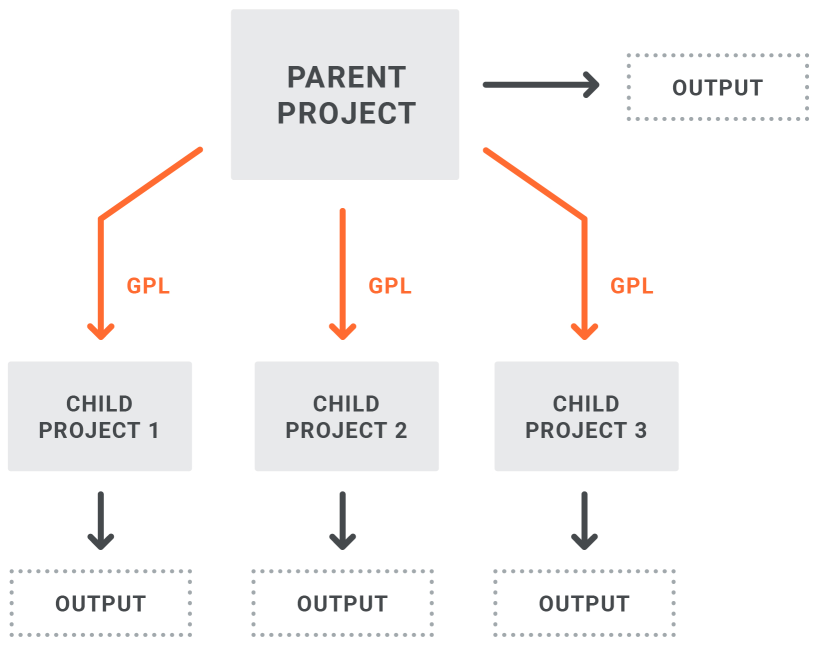 PARENT
PROJECT
OUTPUT
GPL
GPL
GPL
CHILD
PROJECT 1
CHILD
PROJECT 2
CHILD
PROJECT 3
OUTPUT
OUTPUT
OUTPUT